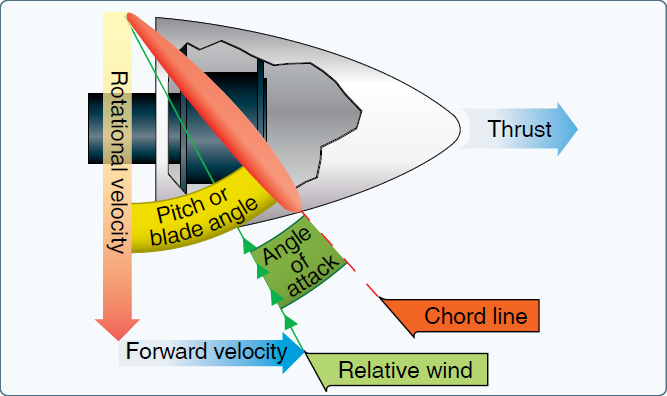 Rotational velocity
Thrust
Pitch or
blade angle
Angle
of
attack
Chord line
Forward velocity
Relative wind